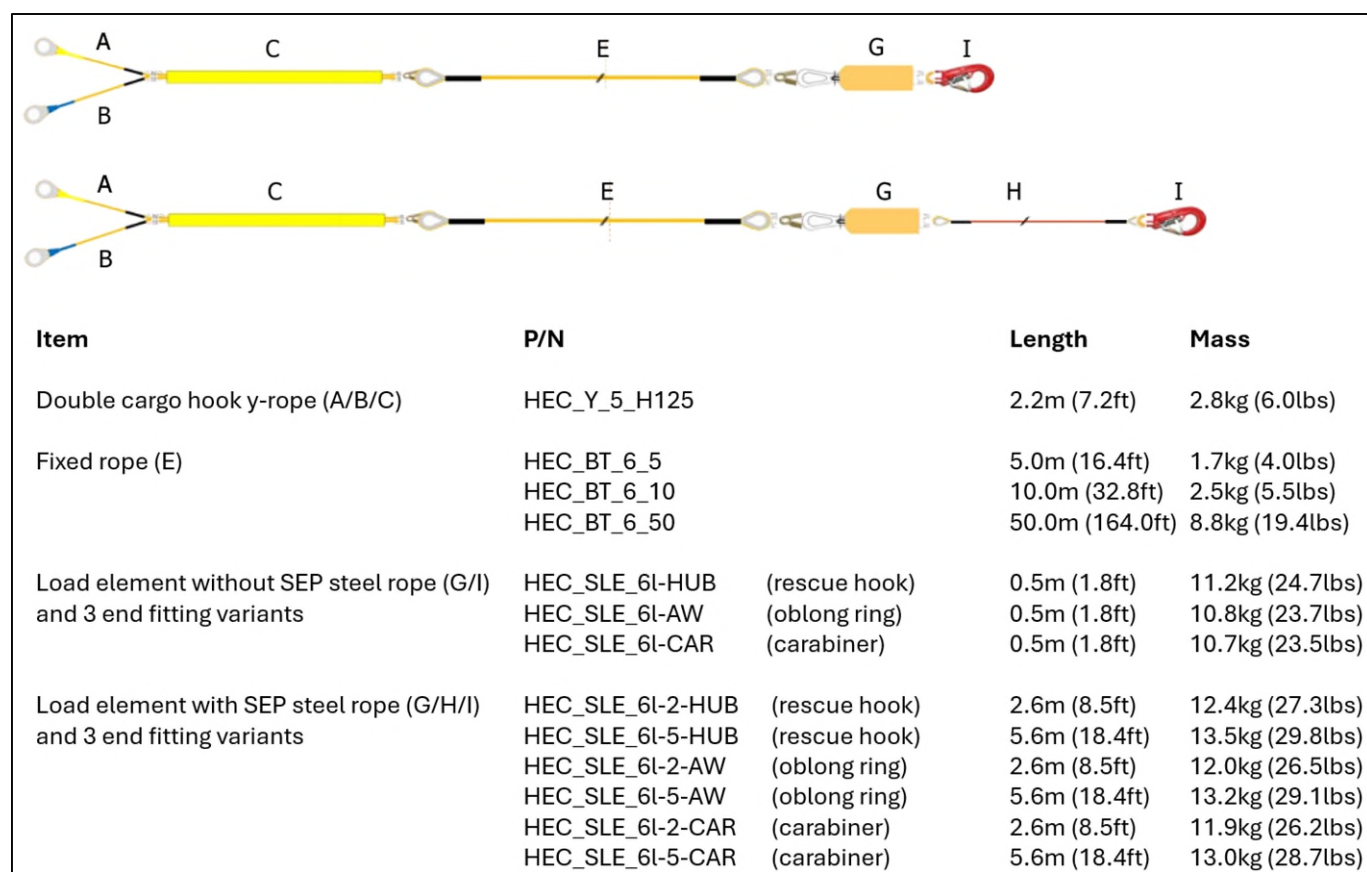 A C E G I
B
A C E G H I
B
Item P/N Length Mass
Double cargo hook y-rope (A/B/C) HEC_Y_5_H125 2.2m (7.2ft) 2.8kg (6.0lbs)
Fixed rope (E) HEC_BT_6_5 5.0m (16.4ft) 1.7kg (4.0lbs)
HEC_BT_6_10 10.0m (32.8ft) 2.5kg (5.5lbs)
HEC_BT_6_50 50.0m (164.0ft) 8.8kg (19.4lbs)
Load element without SEP steel rope (G/I) HEC_SLE_6l-HUB (rescue hook) 0.5m (1.8ft) 11.2kg (24.7lbs)
and 3 end fitting variants HEC_SLE_6l-AW (oblong ring) 0.5m (1.8ft) 10.8kg (23.7lbs)
HEC_SLE_6l-CAR (carabiner) 0.5m (1.8ft) 10.7kg (23.5lbs)
Load element with SEP steel rope (G/H/I) HEC_SLE_6l-2-HUB (rescue hook) 2.6m (8.5ft) 12.4kg (27.3lbs)
and 3 end fitting variants HEC_SLE_6l-5-HUB (rescue hook) 5.6m (18.4ft) 13.5kg (29.8lbs)
HEC_SLE_6l-2-AW (oblong ring) 2.6m (8.5ft) 12.0kg (26.5lbs)
HEC_SLE_6l-5-AW (oblong ring) 5.6m (18.4ft) 13.2kg (29.1lbs)
HEC_SLE_6l-2-CAR (carabiner) 2.6m (8.5ft) 11.9kg (26.2lbs)
HEC_SLE_6l-5-CAR (carabiner) 5.6m (18.4ft) 13.0kg (28.7lbs)